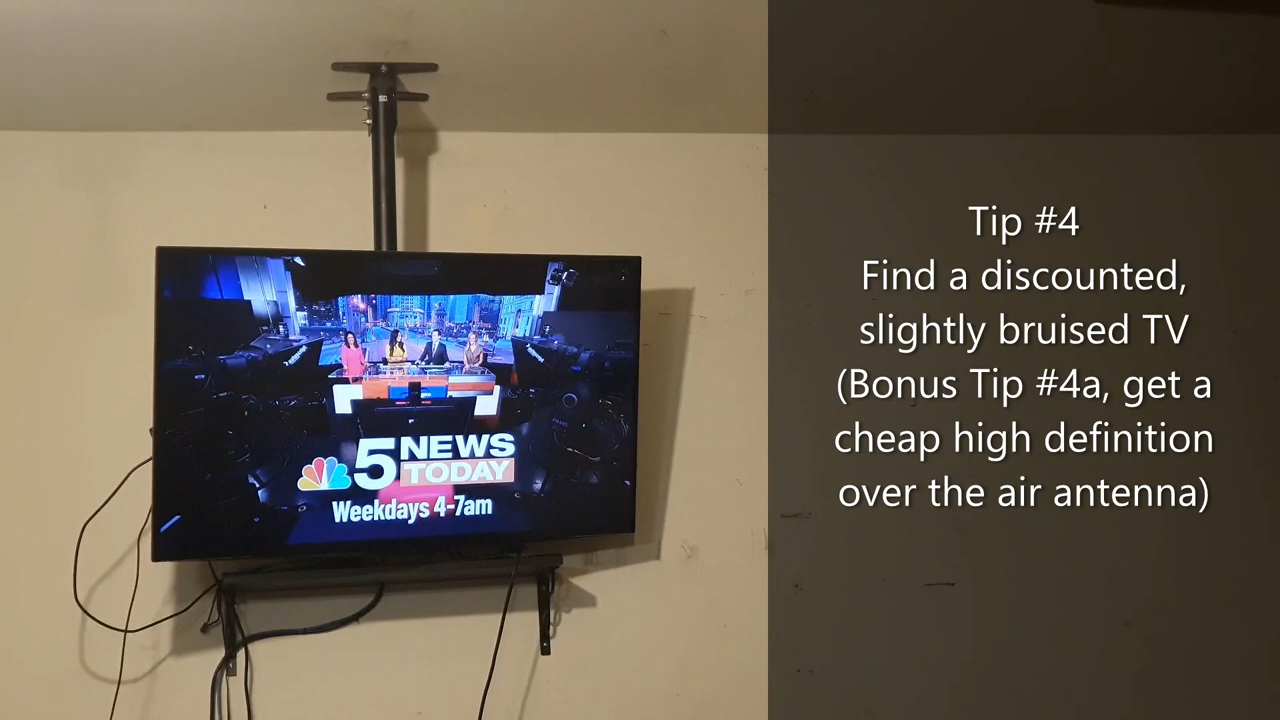 5 NEWS
TODAY
Weekdays 4-7am
Tip #4
Find a discounted,
slightly bruised TV
(Bonus Tip #4a, get a
cheap high definition
over the air antenna)